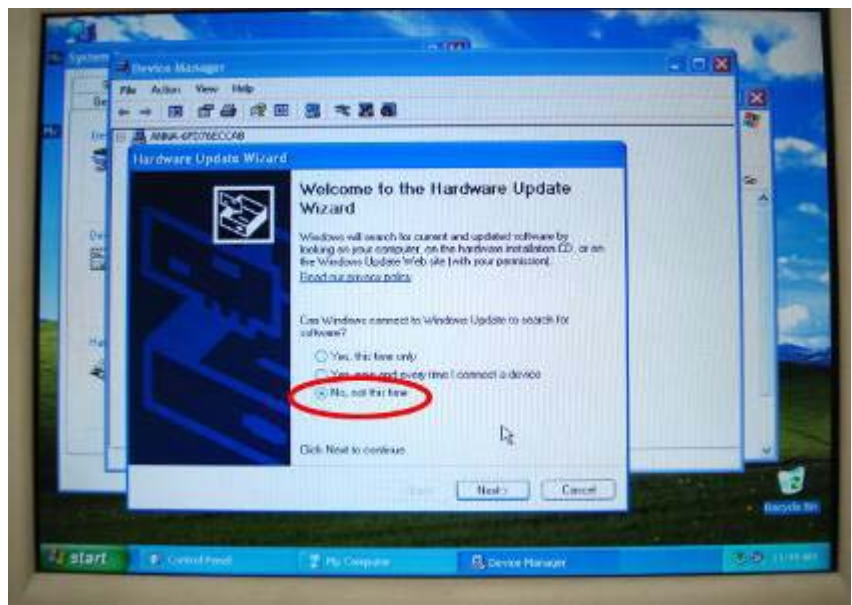 System
Device Manager
File Action View Help
ANNA-6FD76ECCAB
Hardware Update Wizard
Welcome to the Hardware Update
Wizard
Windows will search for current and updated software by
looking on your computer, on the hardware installation CD, or on
the Windows Update Web site (with your permission).
Read our privacy policy
Can Windows connect to Windows Update to search for
software?
Yes, this time only
Yes, now and every time I connect a device
No, not this time
Click Next to continue.
Next >
Cancel
Go
Recycle Bin
start
Control Panel
My Computer
Device Manager